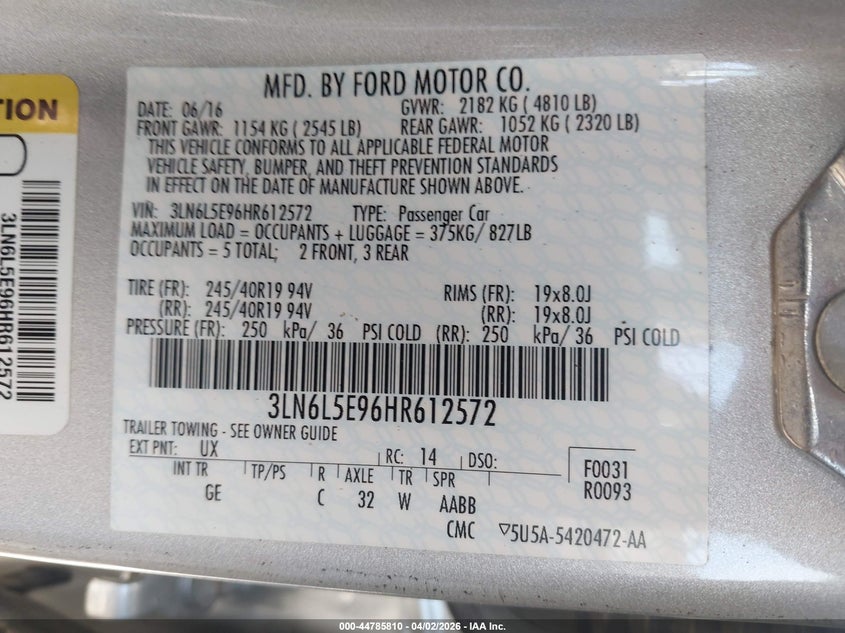 TION
3LN6L5E96HR612572
MFD. BY FORD MOTOR CO.
DATE: 06/16 GVWR: 2182 KG ( 4810 LB)
FRONT GAWR: 1154 KG ( 2545 LB) REAR GAWR: 1052 KG ( 2320 LB)
THIS VEHICLE CONFORMS TO ALL APPLICABLE FEDERAL MOTOR
VEHICLE SAFETY, BUMPER, AND THEFT PREVENTION STANDARDS
IN EFFECT ON THE DATE OF MANUFACTURE SHOWN ABOVE.
VIN: 3LN6L5E96HR612572 TYPE: Passenger Car
MAXIMUM LOAD = OCCUPANTS + LUGGAGE = 375KG/ 827LB
OCCUPANTS = 5 TOTAL; 2 FRONT, 3 REAR
TIRE (FR): 245/40R19 94V RIMS (FR): 19x8.0J
(RR): 245/40R19 94V (RR): 19x8.0J
PRESSURE (FR): 250 kPa/ 36 PSI COLD (RR): 250 kPa/ 36 PSI COLD
3LN6L5E96HR612572
TRAILER TOWING - SEE OWNER GUIDE
EXT PNT: UX RC: 14 DSO: F0031
INT TR TP/PS R AXLE TR SPR R0093
GE C 32 W AABB
CMC ▽5U5A-5420472-AA
000-44785810 - 04/02/2026 - IAA Inc.